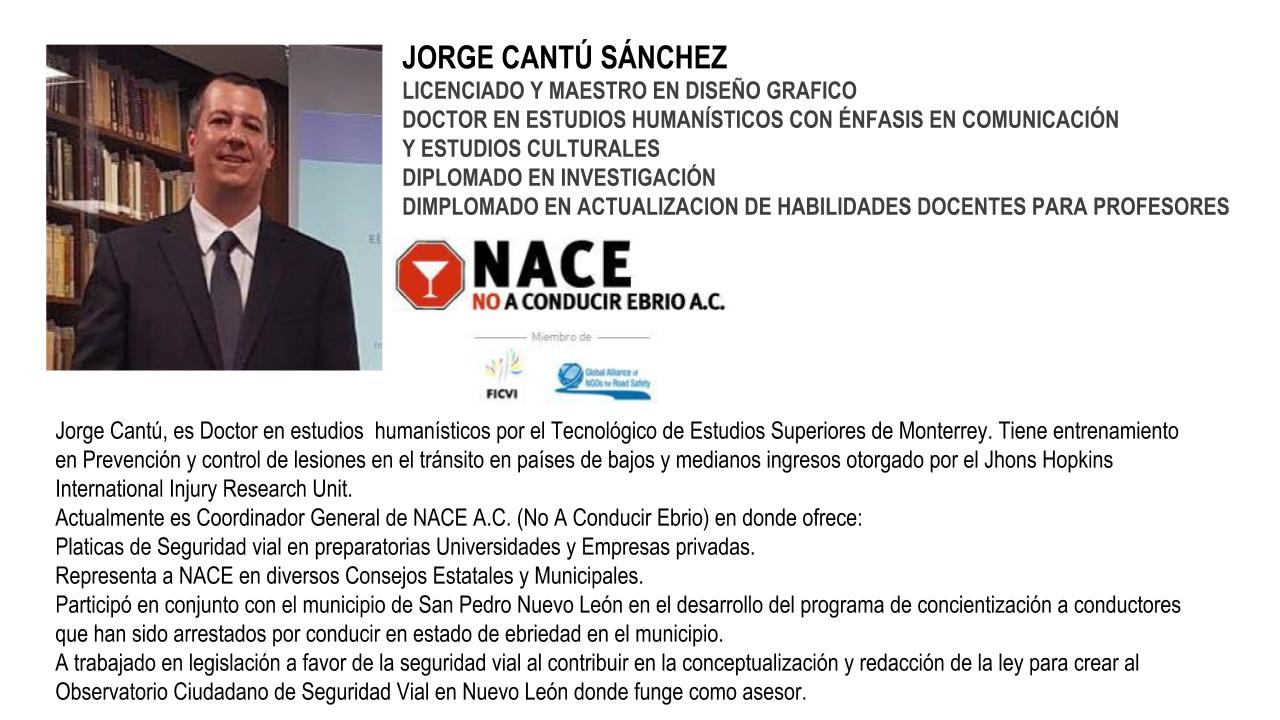 JORGE CANTÚ SÁNCHEZ
LICENCIADO Y MAESTRO EN DISEÑO GRAFICO
DOCTOR EN ESTUDIOS HUMANÍSTICOS CON ÉNFASIS EN COMUNICACIÓN
Y ESTUDIOS CULTURALES
DIPLOMADO EN INVESTIGACIÓN
DIMPLOMADO EN ACTUALIZACION DE HABILIDADES DOCENTES PARA PROFESORES
NACE
NO A CONDUCIR EBRIO A.C.
Miembro de
FICVI
Global Alliance of
NGOs for Road Safety
Jorge Cantú, es Doctor en estudios humanísticos por el Tecnológico de Estudios Superiores de Monterrey. Tiene entrenamiento
en Prevención y control de lesiones en el tránsito en países de bajos y medianos ingresos otorgado por el Jhons Hopkins
International Injury Research Unit.
Actualmente es Coordinador General de NACE A.C. (No A Conducir Ebrio) en donde ofrece:
Platicas de Seguridad vial en preparatorias Universidades y Empresas privadas.
Representa a NACE en diversos Consejos Estatales y Municipales.
Participó en conjunto con el municipio de San Pedro Nuevo León en el desarrollo del programa de concientización a conductores
que han sido arrestados por conducir en estado de ebriedad en el municipio.
A trabajado en legislación a favor de la seguridad vial al contribuir en la conceptualización y redacción de la ley para crear al
Observatorio Ciudadano de Seguridad Vial en Nuevo León donde funge como asesor.